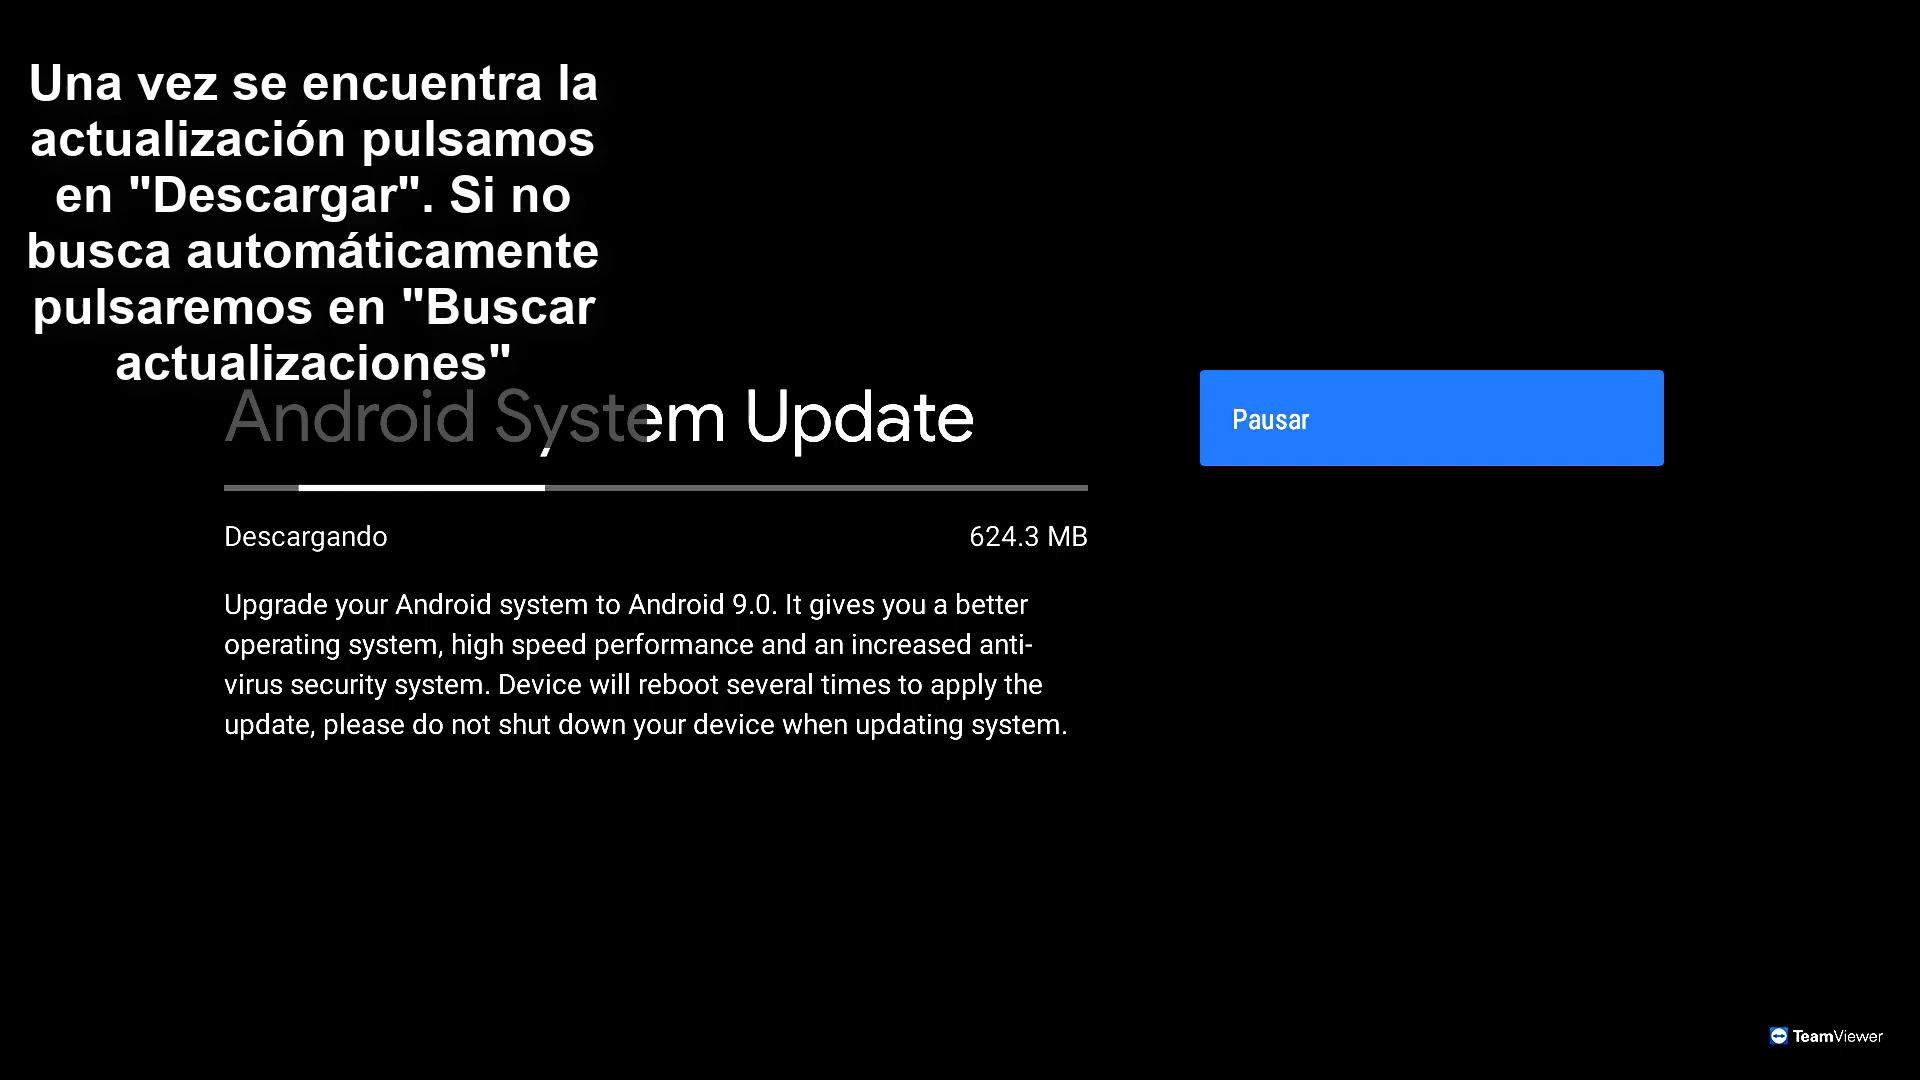 Una vez se encuentra la
actualización pulsamos
en "Descargar". Si no
busca automáticamente
pulsaremos en "Buscar
actualizaciones"
Android System Update
Pausar
Descargando 624.3 MB
Upgrade your Android system to Android 9.0. It gives you a better
operating system, high speed performance and an increased anti-
virus security system. Device will reboot several times to apply the
update, please do not shut down your device when updating system.
TeamViewer